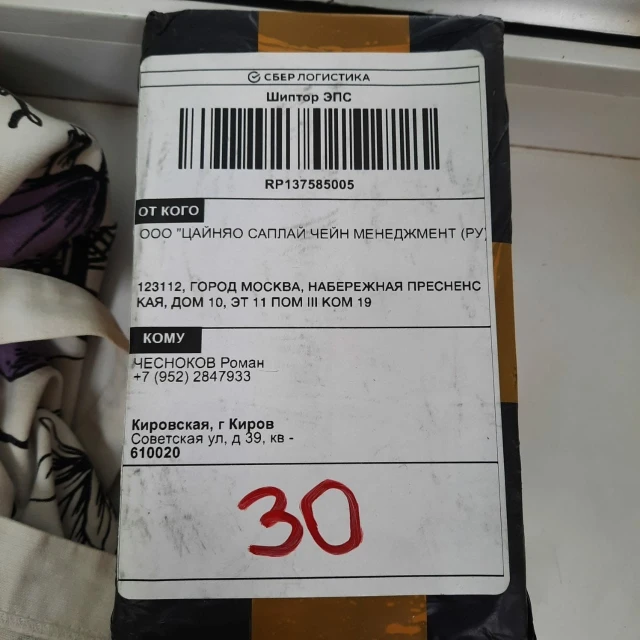 СБЕР ЛОГИСТИКА
Шиптор ЭПС
RP137585005
ОТ КОГО
ООО "ЦАЙНЯО САПЛАЙ ЧЕЙН МЕНЕДЖМЕНТ (РУ)
123112, ГОРОД МОСКВА, НАБЕРЕЖНАЯ ПРЕСНЕНС
КАЯ, ДОМ 10, ЭТ 11 ПОМ III КОМ 19
КОМУ
ЧЕСНОКОВ Роман
+7 (952) 2847933
Кировская, г Киров
Советская ул, д 39, кв -
610020
30